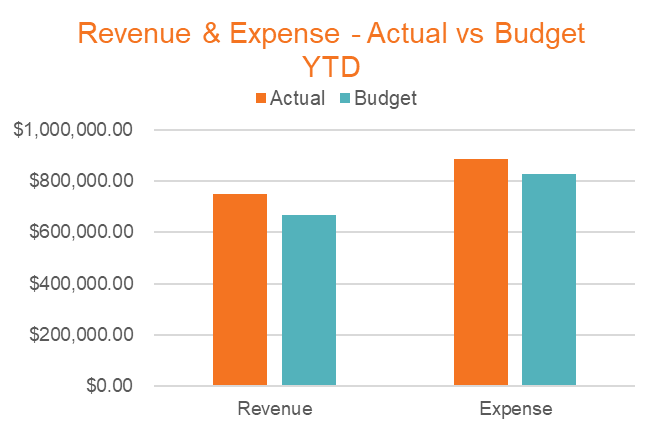 Revenue & Expense - Actual vs Budget
YTD
Actual Budget
$1,000,000.00
$800,000.00
$600,000.00
$400,000.00
$200,000.00
$0.00
Revenue Expense